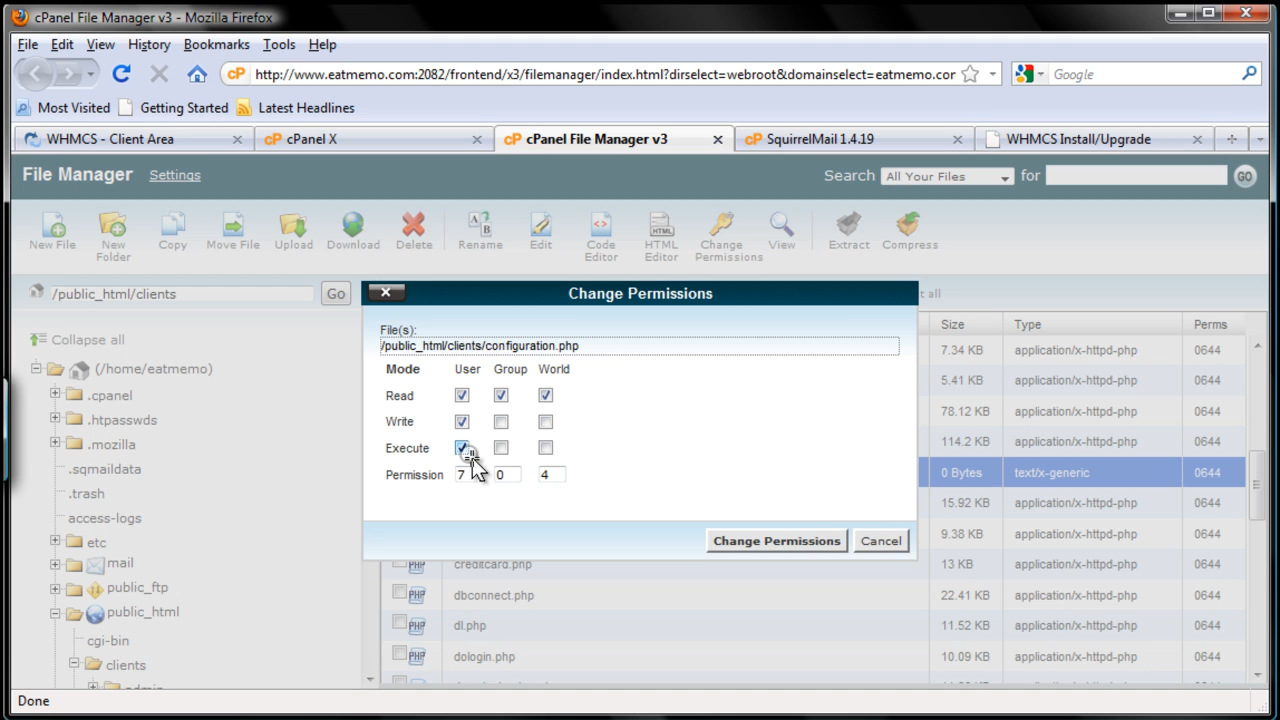 cPanel File Manager v3 - Mozilla Firefox
File Edit View History Bookmarks Tools Help
cP http://www.eatmemo.com:2082/frontend/x3/filemanager/index.html?dirselect=webroot&domainselect=eatmemo.cor Google
Most Visited Getting Started Latest Headlines
WHMCS - Client Area cP cPanel X cP cPanel File Manager v3 cP SquirrelMail 1.4.19 WHMCS Install/Upgrade
File Manager Settings Search All Your Files for GO
New File New Folder Copy Move File Upload Download Delete Rename Edit Code Editor HTML Editor Change Permissions View Extract Compress
/public_html/clients Go
Change Permissions
t all
File(s):
/public_html/clients/configuration.php
Mode User Group World
Read
Write
Execute
Permission 7 0 4
Change Permissions Cancel
Collapse all
(/home/eatmemo)
.cpanel
.htpasswds
.mozilla
.sqmaildata
.trash
access-logs
etc
mail
public_ftp
public_html
cgi-bin
clients
admin
Size Type Perms
7.34 KB application/x-httpd-php 0644
5.41 KB application/x-httpd-php 0644
78.12 KB application/x-httpd-php 0644
114.2 KB application/x-httpd-php 0644
0 Bytes text/x-generic 0644
15.92 KB application/x-httpd-php 0644
9.38 KB application/x-httpd-php 0644
PHP creditcard.php 13 KB application/x-httpd-php 0644
PHP dbconnect.php 22.41 KB application/x-httpd-php 0644
PHP dl.php 11.52 KB application/x-httpd-php 0644
PHP dologin.php 10.09 KB application/x-httpd-php 0644
Done